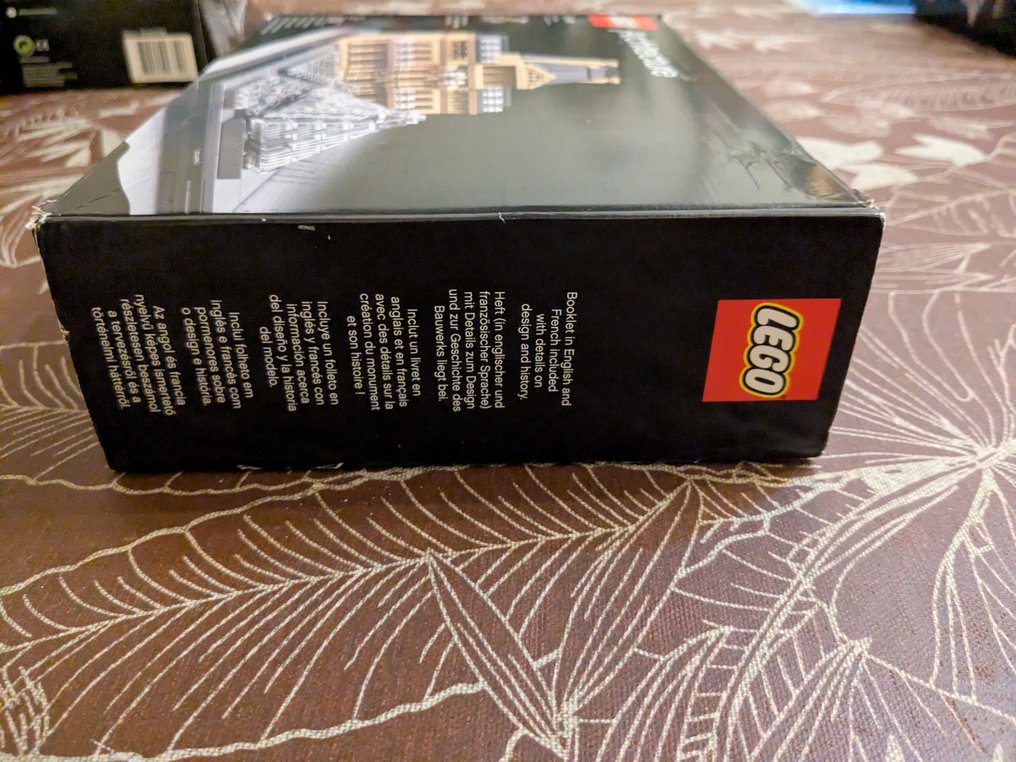 LEGO
Booklet in English and
French included
with details on
design and history.
Heft (in englischer und
französischer Sprache)
mit Details zum Design
und zur Geschichte des
Bauwerks liegt bei.
Inclut un livret en
anglais et en français
avec des détails sur la
création du monument
et son histoire !
Incluye un folleto en
inglés y francés con
información acerca
del diseño y la historia
del modelo.
Inclui folheto em
inglês e francês com
pormenores sobre
o design e história.
Az angol és francia
nyelvű képes ismertető
részletesen beszámol
a tervezésről és a
történelmi háttérről.
LEGO